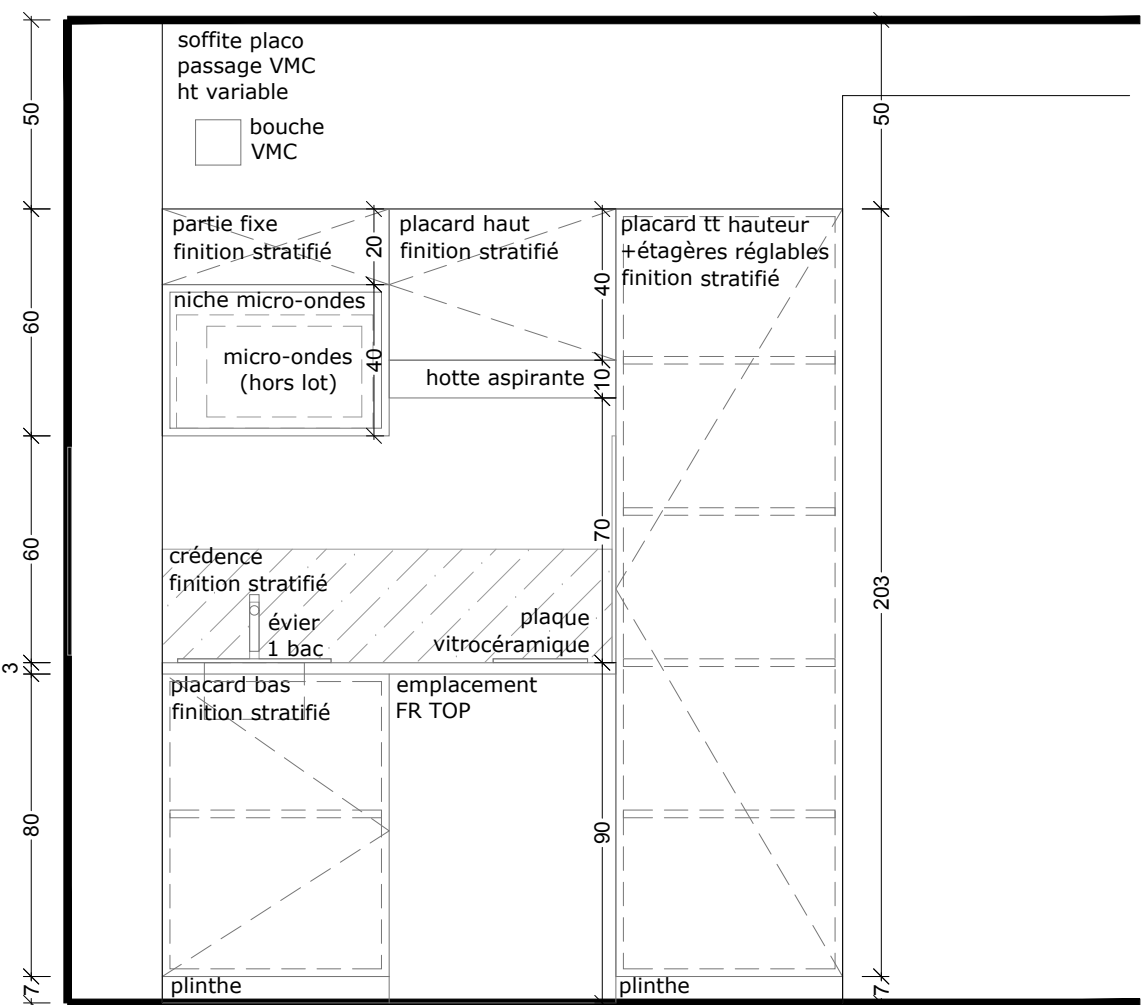 soffite placo
passage VMC
ht variable
bouche
VMC
50
50
partie fixe
finition stratifié
20
placard haut
finition stratifié
40
placard tt hauteur
+étagères réglables
finition stratifié
60
niche micro-ondes
micro-ondes
(hors lot)
40
hotte aspirante
10
60
crédence
finition stratifié
70
203
évier
1 bac
plaque
vitrocéramique
3
placard bas
finition stratifié
emplacement
FR TOP
80
90
7
plinthe
plinthe
7